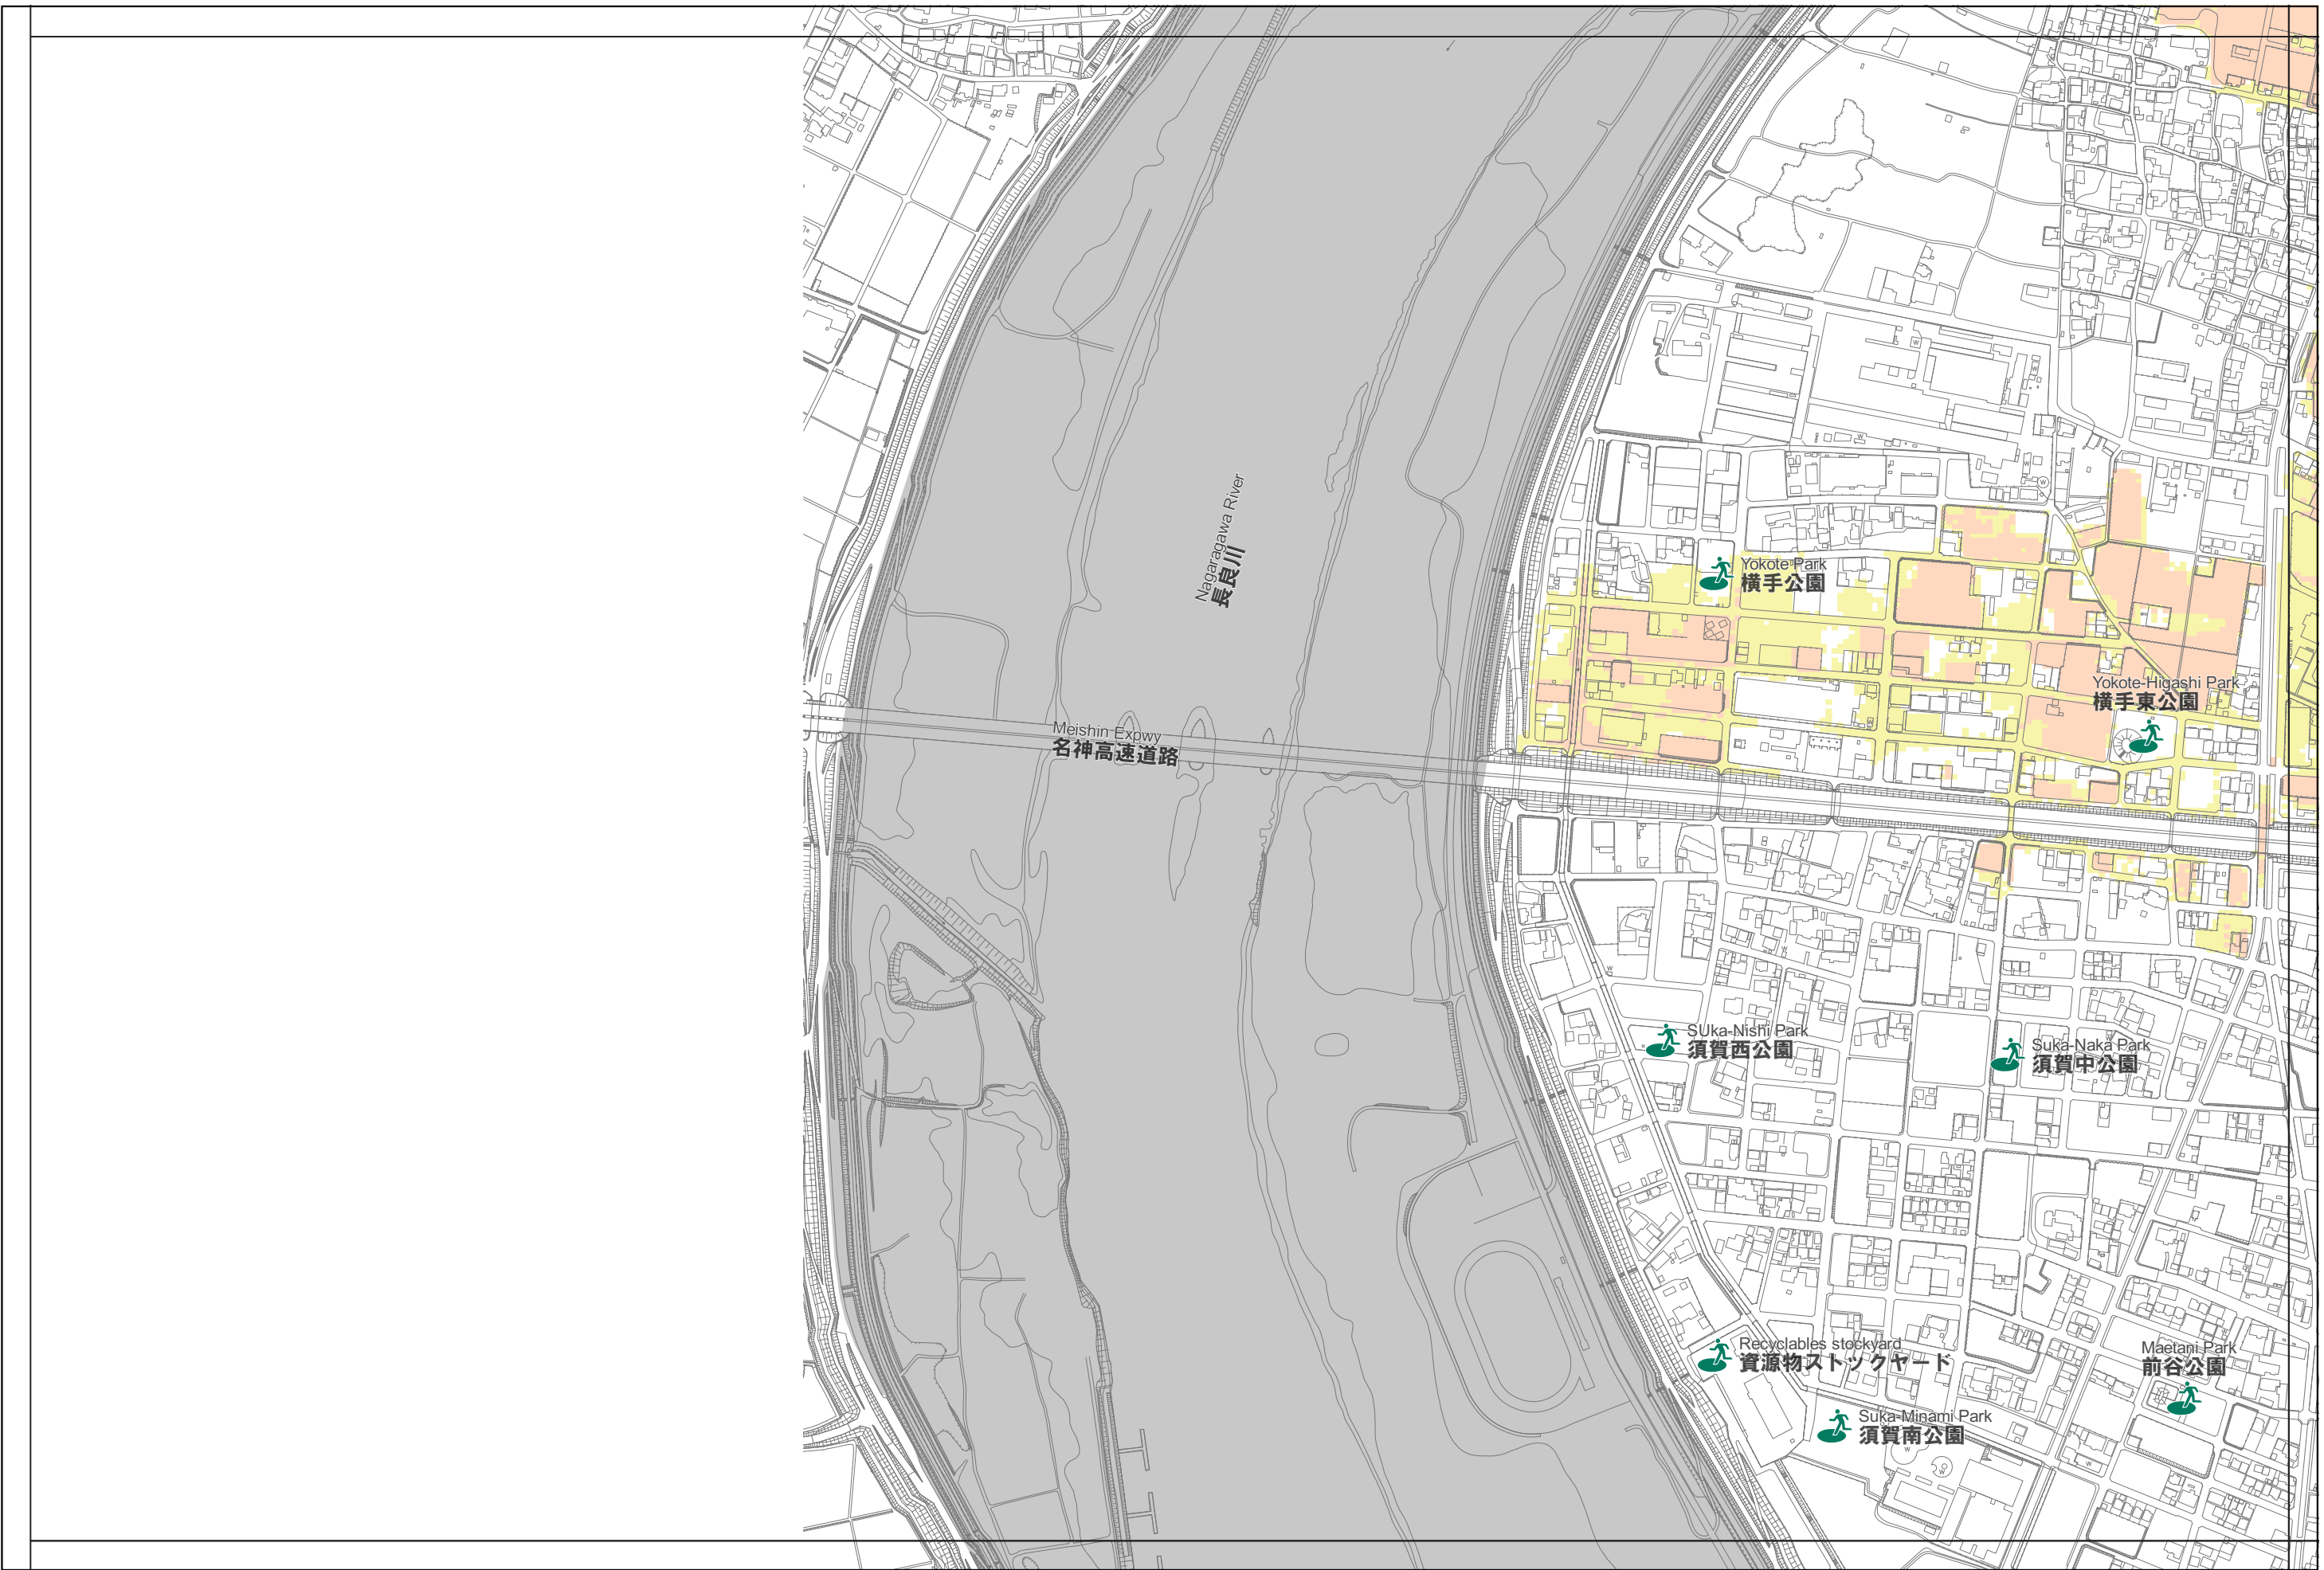 Nagaragawa River
長良川
Yokote Park
横手公園
Yokote-Higashi Park
横手東公園
Meishin Expwy
名神高速道路
SUka-Nishi Park
須賀西公園
Suka-Naka Park
須賀中公園
Recyclables stockyard
資源物ストックヤード
Maetani Park
前谷公園
Suka-Minami Park
須賀南公園
W
W
W
W
W
W
W
W
W
W
W